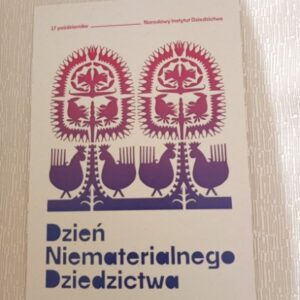 17 października Narodowy Instytut Dziedzictwa
Dzień
Niematerialnego
Dziedzictwa